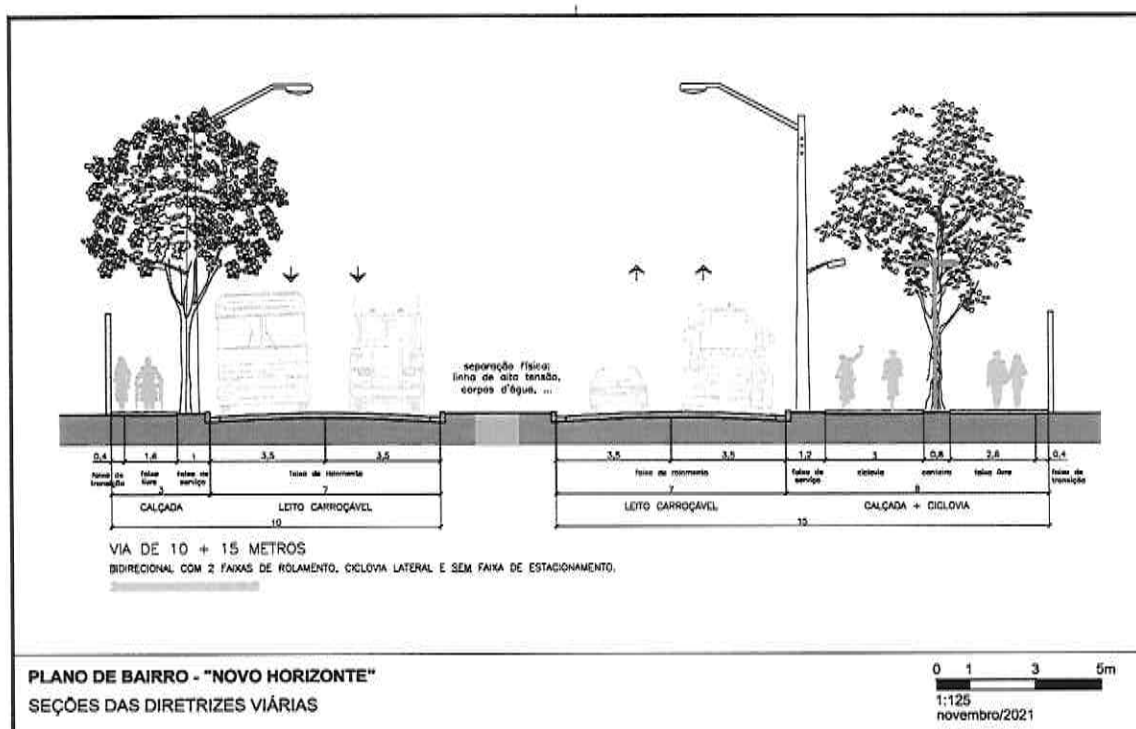 separação física:
linha de alta tensão,
corpos d'água, ...
0,4 1,6 1 3,5 3,5 3,5 3,5 1,2 3 0,8 2,6 0,4
faixa de transição faixa livre faixa de serviço faixa de rolamento faixa de rolamento faixa de serviço ciclovia canteiro faixa livre faixa de transição
3 7 7 8
CALÇADA LEITO CARROÇÁVEL LEITO CARROÇÁVEL CALÇADA + CICLOVIA
10 15
VIA DE 10 + 15 METROS
BIDIRECIONAL COM 2 FAIXAS DE ROLAMENTO, CICLOVIA LATERAL E SEM FAIXA DE ESTACIONAMENTO.
PLANO DE BAIRRO - "NOVO HORIZONTE"
SEÇÕES DAS DIRETRIZES VIÁRIAS
0 1 3 5m
1:125
novembro/2021